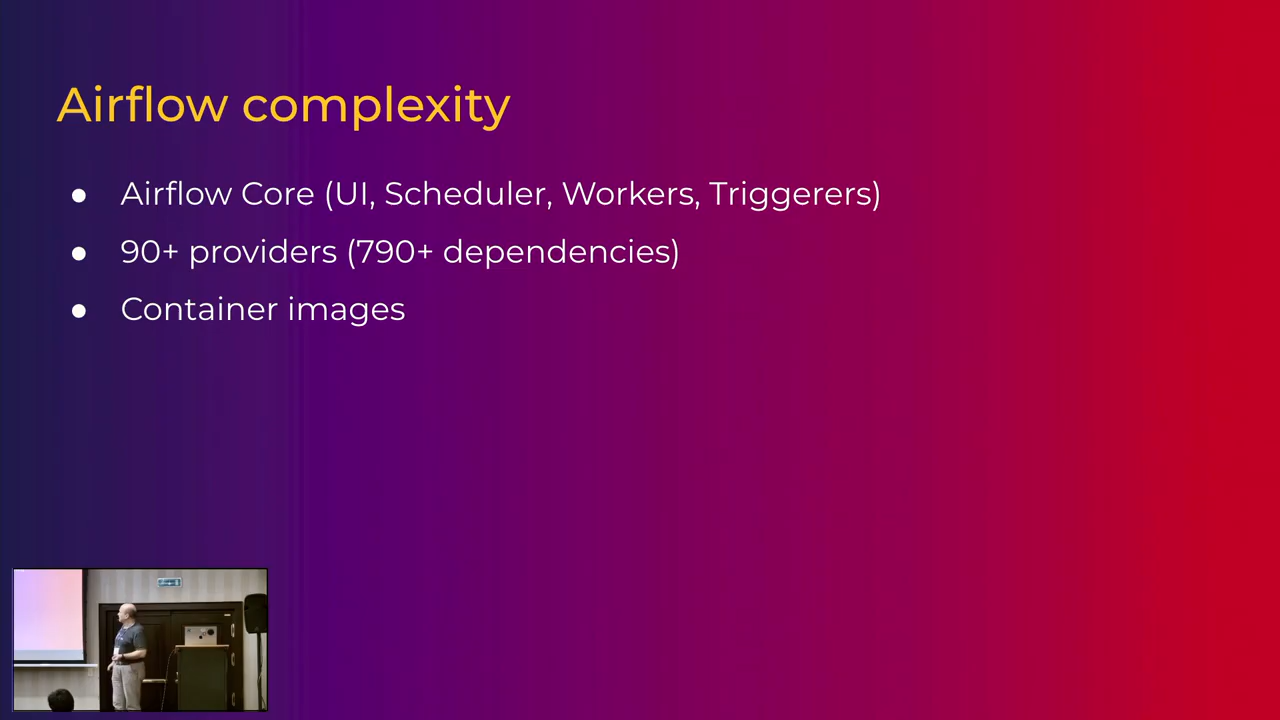 Airflow complexity
● Airflow Core (UI, Scheduler, Workers, Triggerers)
● 90+ providers (790+ dependencies)
● Container images